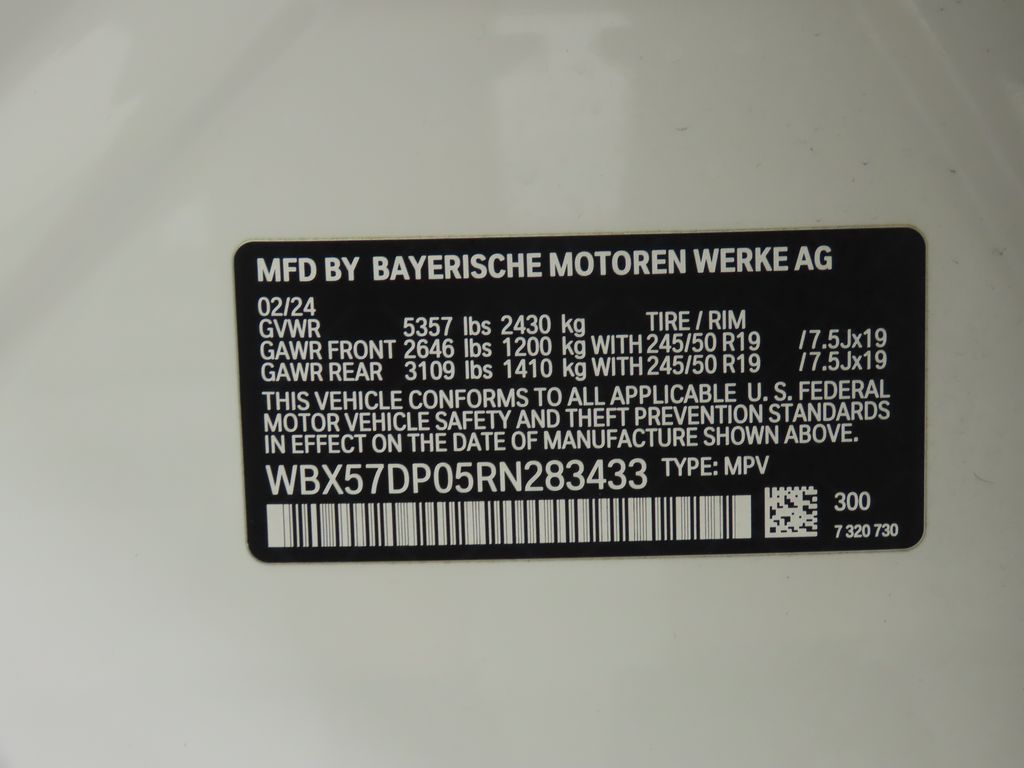 MFD BY BAYERISCHE MOTOREN WERKE AG
02/24
GVWR 5357 lbs 2430 kg TIRE / RIM
GAWR FRONT 2646 lbs 1200 kg WITH 245/50 R19 /7.5Jx19
GAWR REAR 3109 lbs 1410 kg WITH 245/50 R19 /7.5Jx19
THIS VEHICLE CONFORMS TO ALL APPLICABLE U. S. FEDERAL
MOTOR VEHICLE SAFETY AND THEFT PREVENTION STANDARDS
IN EFFECT ON THE DATE OF MANUFACTURE SHOWN ABOVE.
WBX57DP05RN283433 TYPE: MPV
300
7 320 730